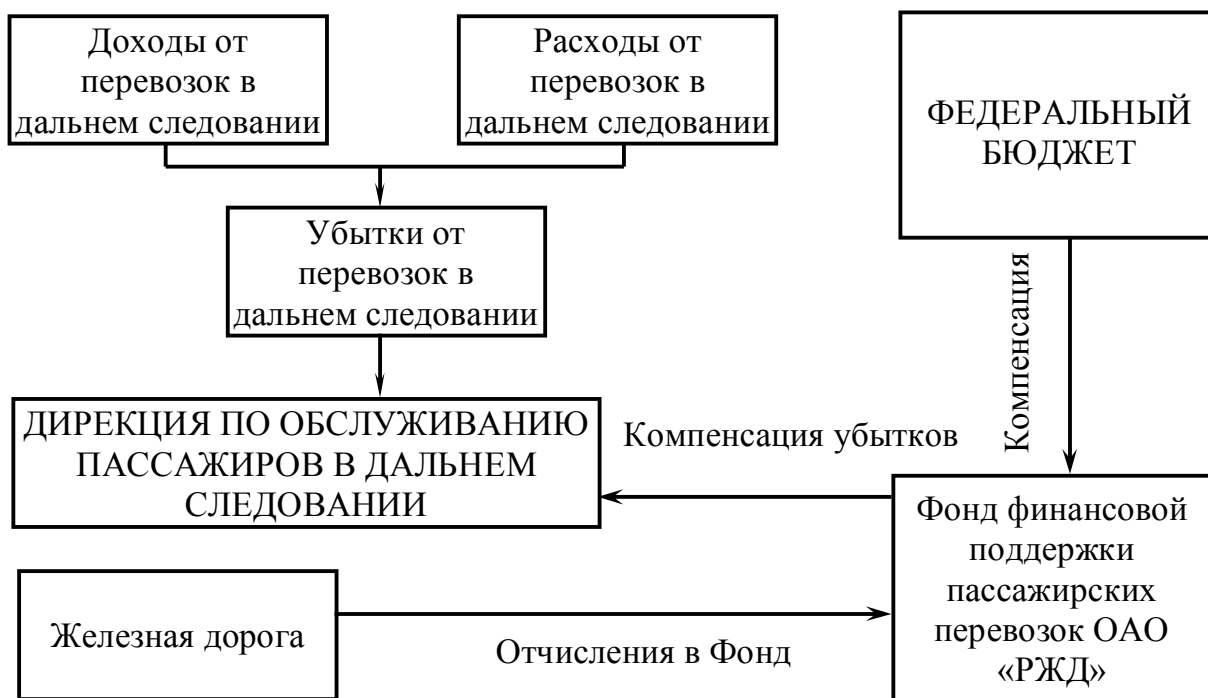 Доходы от
перевозок в
дальнем следовании
Расходы от
перевозок в
дальнем следовании
ФЕДЕРАЛЬНЫЙ
БЮДЖЕТ
Убытки от
перевозок в
дальнем следовании
Компенсация
ДИРЕКЦИЯ ПО ОБСЛУЖИВАНИЮ
ПАССАЖИРОВ В ДАЛЬНЕМ
СЛЕДОВАНИИ
Компенсация убытков
Фонд финансовой
поддержки
пассажирских
перевозок ОАО
«РЖД»
Железная дорога
Отчисления в Фонд